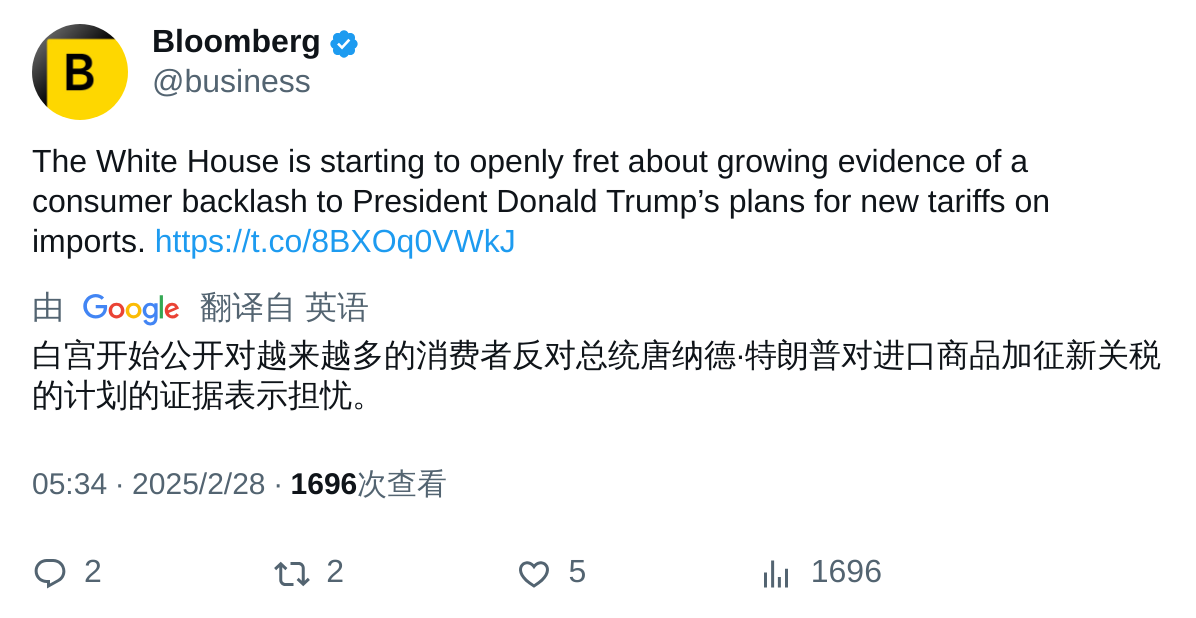 B
Bloomberg
@business
The White House is starting to openly fret about growing evidence of a
consumer backlash to President Donald Trump’s plans for new tariffs on
imports. https://t.co/8BXOq0VWkJ
由 Google 翻译自 英语
白宫开始公开对越来越多的消费者反对总统唐纳德·特朗普对进口商品加征新关税
的计划的证据表示担忧。
05:34 · 2025/2/28 · 1696次查看
2 2 5 1696